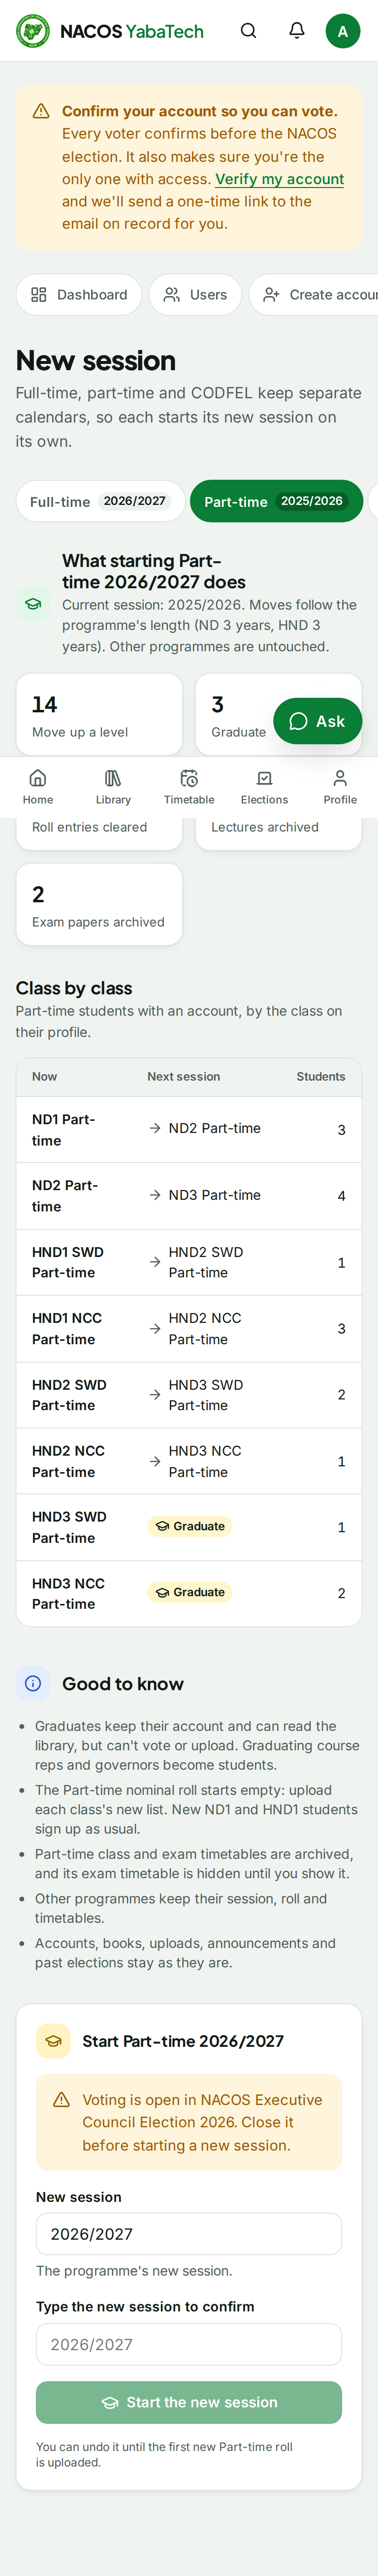 NACOS YabaTech
A
Confirm your account so you can vote.
Every voter confirms before the NACOS
election. It also makes sure you're the
only one with access. Verify my account
and we'll send a one-time link to the
email on record for you.
Dashboard
Users
Create accoun
New session
Full-time, part-time and CODFEL keep separate
calendars, so each starts its new session on
its own.
Full-time 2026/2027
Part-time 2025/2026
What starting Part-
time 2026/2027 does
Current session: 2025/2026. Moves follow the
programme's length (ND 3 years, HND 3
years). Other programmes are untouched.
14
Move up a level
3
Graduate
Ask
Home
Library
Timetable
Elections
Profile
Roll entries cleared
Lectures archived
2
Exam papers archived
Class by class
Part-time students with an account, by the class on
their profile.
Now Next session Students
ND1 Part-
time
ND2 Part-time
3
ND2 Part-
time
ND3 Part-time
4
HND1 SWD
Part-time
HND2 SWD
Part-time
1
HND1 NCC
Part-time
HND2 NCC
Part-time
3
HND2 SWD
Part-time
HND3 SWD
Part-time
2
HND2 NCC
Part-time
HND3 NCC
Part-time
1
HND3 SWD
Part-time
Graduate
1
HND3 NCC
Part-time
Graduate
2
Good to know
• Graduates keep their account and can read the
library, but can't vote or upload. Graduating course
reps and governors become students.
• The Part-time nominal roll starts empty: upload
each class's new list. New ND1 and HND1 students
sign up as usual.
• Part-time class and exam timetables are archived,
and its exam timetable is hidden until you show it.
• Other programmes keep their session, roll and
timetables.
• Accounts, books, uploads, announcements and
past elections stay as they are.
Start Part-time 2026/2027
Voting is open in NACOS Executive
Council Election 2026. Close it
before starting a new session.
New session
2026/2027
The programme's new session.
Type the new session to confirm
2026/2027
Start the new session
You can undo it until the first new Part-time roll
is uploaded.